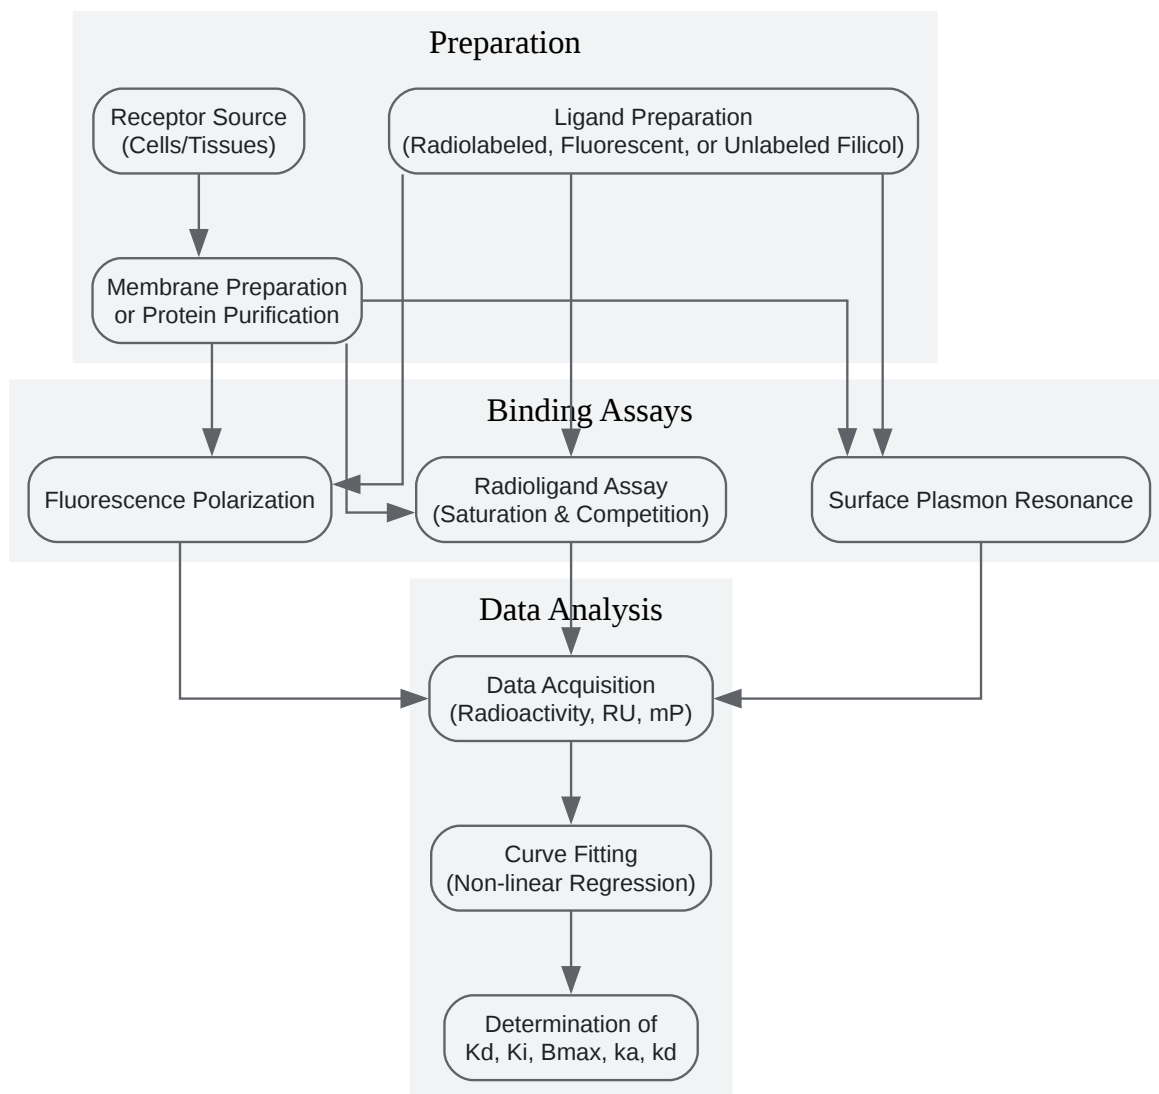 Preparation
Receptor Source
(Cells/Tissues)
Ligand Preparation
(Radiolabeled, Fluorescent, or Unlabeled Filicol)
Membrane Preparation
or Protein Purification
Binding Assays
Fluorescence Polarization
Radioligand Assay
(Saturation & Competition)
Surface Plasmon Resonance
Data Analysis
Data Acquisition
(Radioactivity, RU, mP)
Curve Fitting
(Non-linear Regression)
Determination of
Kd, Ki, Bmax, ka, kd